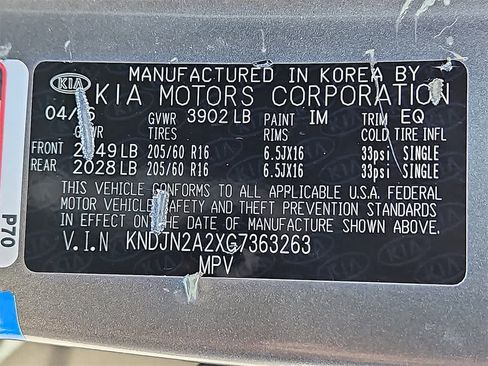 MANUFACTURED IN KOREA BY
KIA KIA MOTORS CORPORATION
GVWR 3902 LB PAINT IM TRIM EQ
TIRES RIMS COLD TIRE INFL
FRONT LB 205/60 R16 6.5JX16 33psi SINGLE
REAR 2028 LB 205/60 R16 6.5JX16 33psi SINGLE
THIS VEHICLE CONFORMS TO ALL APPLICABLE U.S.A. FEDERAL
MOTOR VEHICLE SAFETY AND THEFT PREVENTION STANDARDS
IN EFFECT ON THE DATE OF MANUFACTURE SHOWN ABOVE.
V.I.N KNDJN2A2XG7363263
MPV
P70